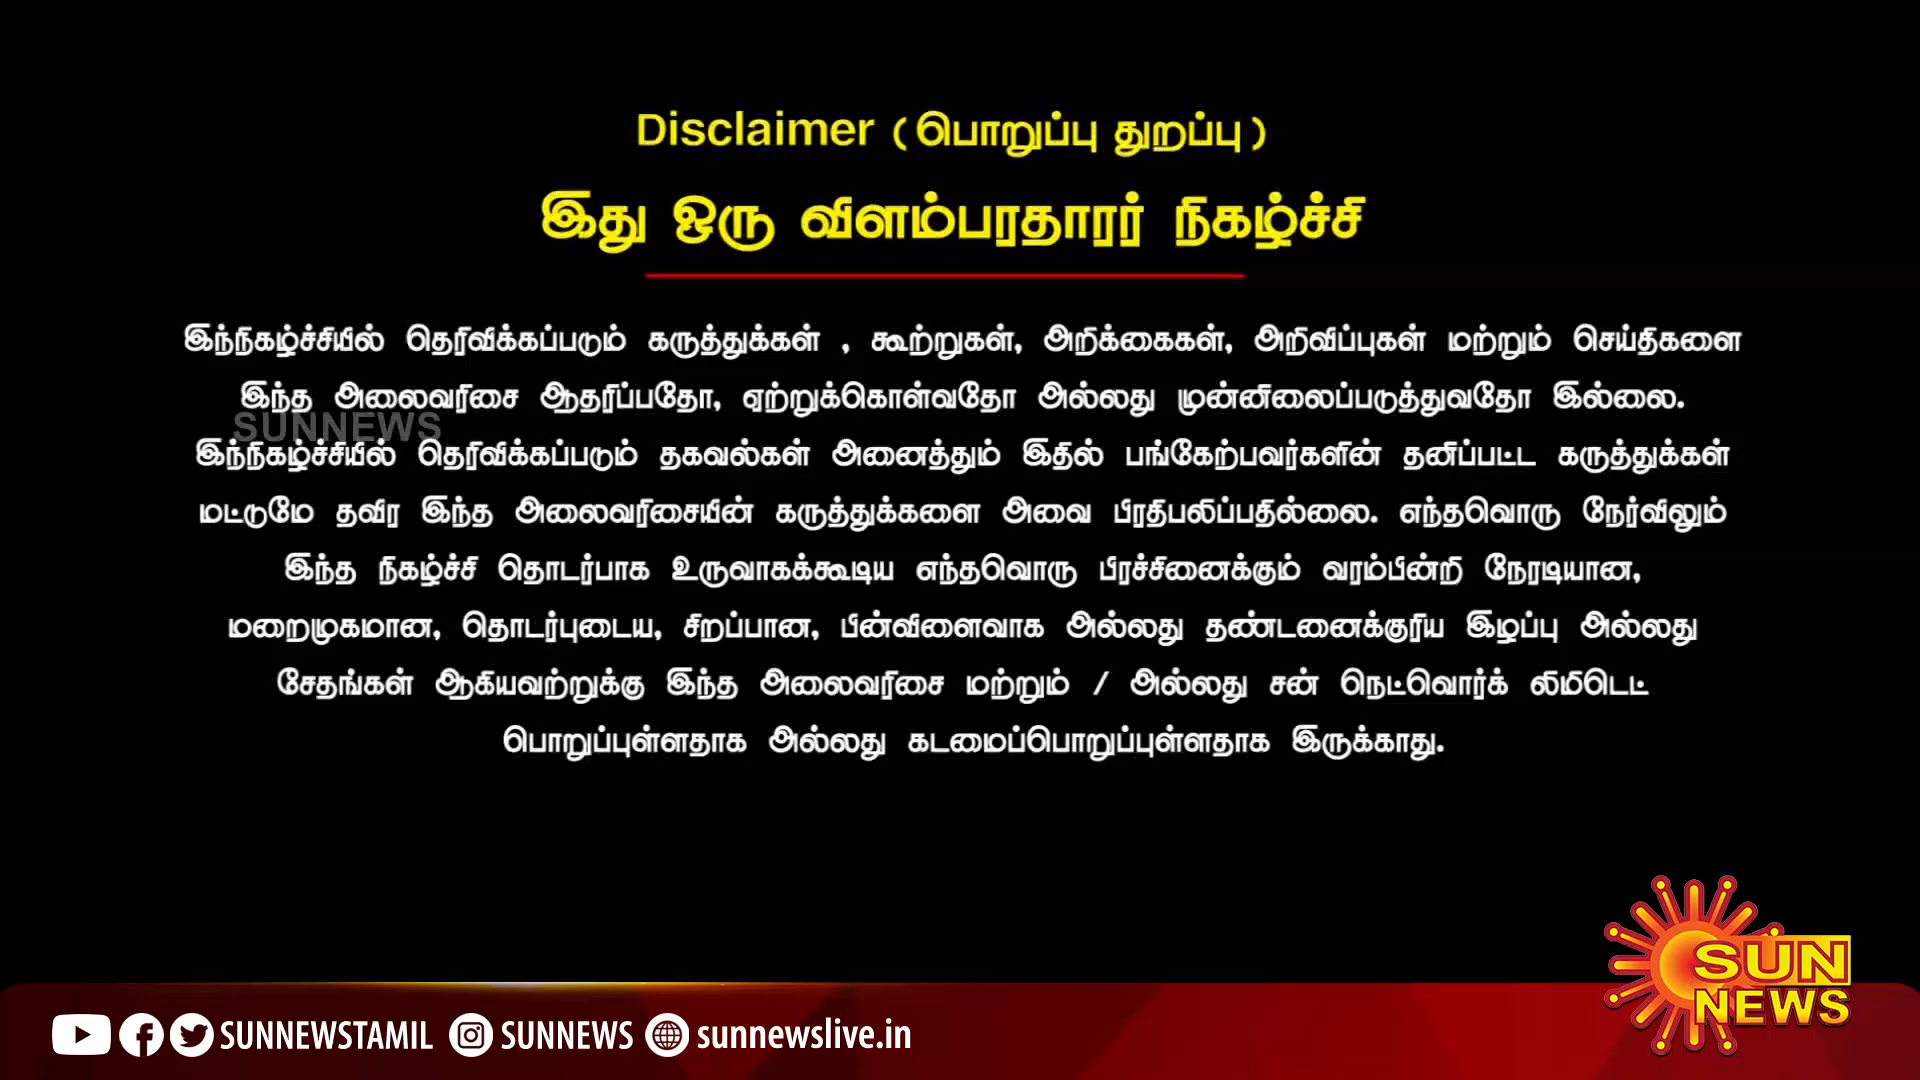 Disclaimer (பொறுப்பு துறப்பு)
இது ஒரு விளம்பரதாரர் நிகழ்ச்சி
இந்நிகழ்ச்சியில் தெரிவிக்கப்படும் கருத்துக்கள் , கூற்றுகள், அறிக்கைகள், அறிவிப்புகள் மற்றும் செய்திகளை
இந்த அலைவரிசை ஆதரிப்பதோ, ஏற்றுக்கொள்வதோ அல்லது முன்னிலைப்படுத்துவதோ இல்லை.
SUNNEWS
இந்நிகழ்ச்சியில் தெரிவிக்கப்படும் தகவல்கள் அனைத்தும் இதில் பங்கேற்பவர்களின் தனிப்பட்ட கருத்துக்கள்
மட்டுமே தவிர இந்த அலைவரிசையின் கருத்துக்களை அவை பிரதிபலிப்பதில்லை. எந்தவொரு நேர்விலும்
இந்த நிகழ்ச்சி தொடர்பாக உருவாகக்கூடிய எந்தவொரு பிரச்சினைக்கும் வரம்பின்றி நேரடியான,
மறைமுகமான, தொடர்புடைய, சிறப்பான, பின்விளைவாக அல்லது தண்டனைக்குரிய இழப்பு அல்லது
சேதங்கள் ஆகியவற்றுக்கு இந்த அலைவரிசை மற்றும் / அல்லது சன் நெட்வொர்க் லிமிடெட்
பொறுப்புள்ளதாக அல்லது கடமைப்பொறுப்புள்ளதாக இருக்காது.
SUN
NEWS
SUNNEWSTAMIL SUNNEWS sunnewslive.in